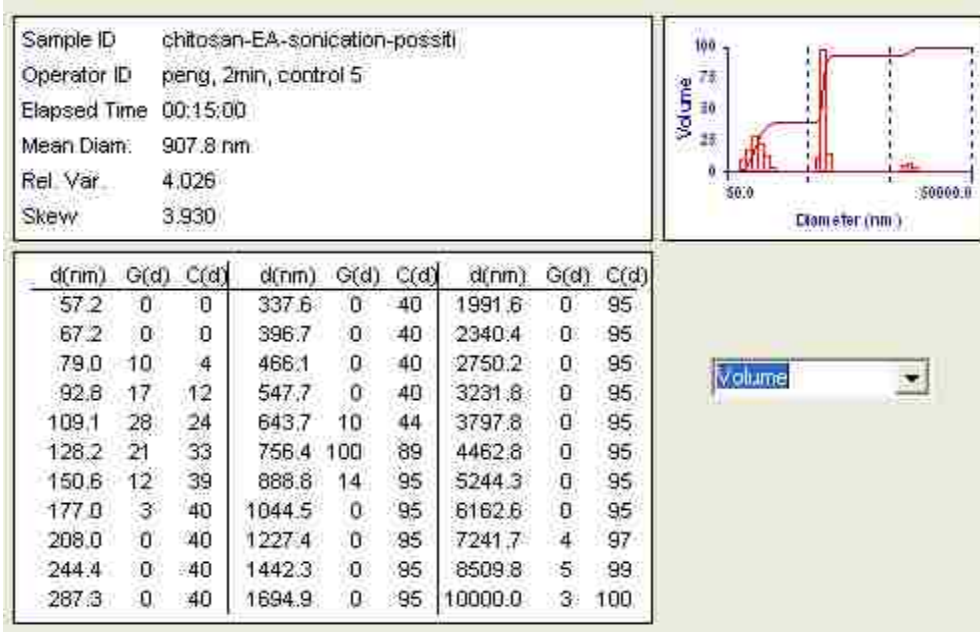 Sample ID chitosan-EA-sonication-possiti
Operator ID peng, 2min, control 5
Elapsed Time 00:15:00
Mean Diam. 907.8 nm
Rel. Var. 4.026
Skew 3.930
100
75
50
25
0
Volume
50.0 50000.0
Diameter (nm)
d(nm) G(d) C(d) d(nm) G(d) C(d) d(nm) G(d) C(d)
57.2 0 0 337.6 0 40 1991.6 0 95
67.2 0 0 396.7 0 40 2340.4 0 95
79.0 10 4 466.1 0 40 2750.2 0 95
92.8 17 12 547.7 0 40 3231.8 0 95
109.1 28 24 643.7 10 44 3797.8 0 95
128.2 21 33 756.4 100 89 4462.8 0 95
150.6 12 39 888.8 14 95 5244.3 0 95
177.0 3 40 1044.5 0 95 6162.6 0 95
208.0 0 40 1227.4 0 95 7241.7 4 97
244.4 0 40 1442.3 0 95 8509.8 5 99
287.3 0 40 1694.9 0 95 10000.0 3 100
Volume